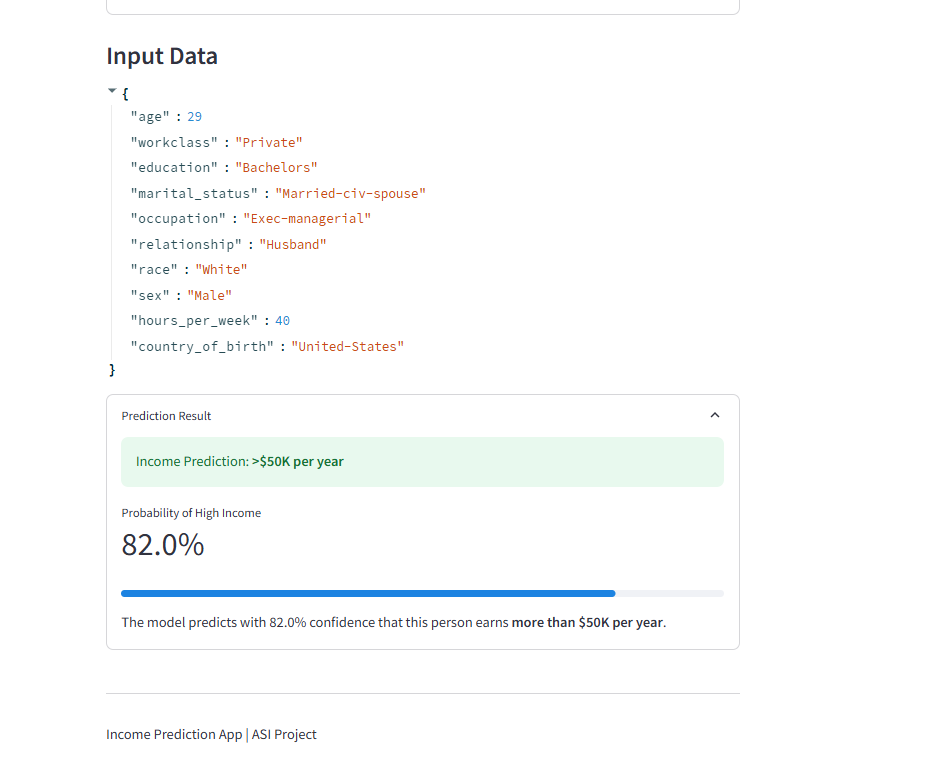 Input Data
{
"age" : 29
"workclass" : "Private"
"education" : "Bachelors"
"marital_status" : "Married-civ-spouse"
"occupation" : "Exec-managerial"
"relationship" : "Husband"
"race" : "White"
"sex" : "Male"
"hours_per_week" : 40
"country_of_birth" : "United-States"
}
Prediction Result
Income Prediction: >$50K per year
Probability of High Income
82.0%
The model predicts with 82.0% confidence that this person earns more than $50K per year.
Income Prediction App | ASI Project